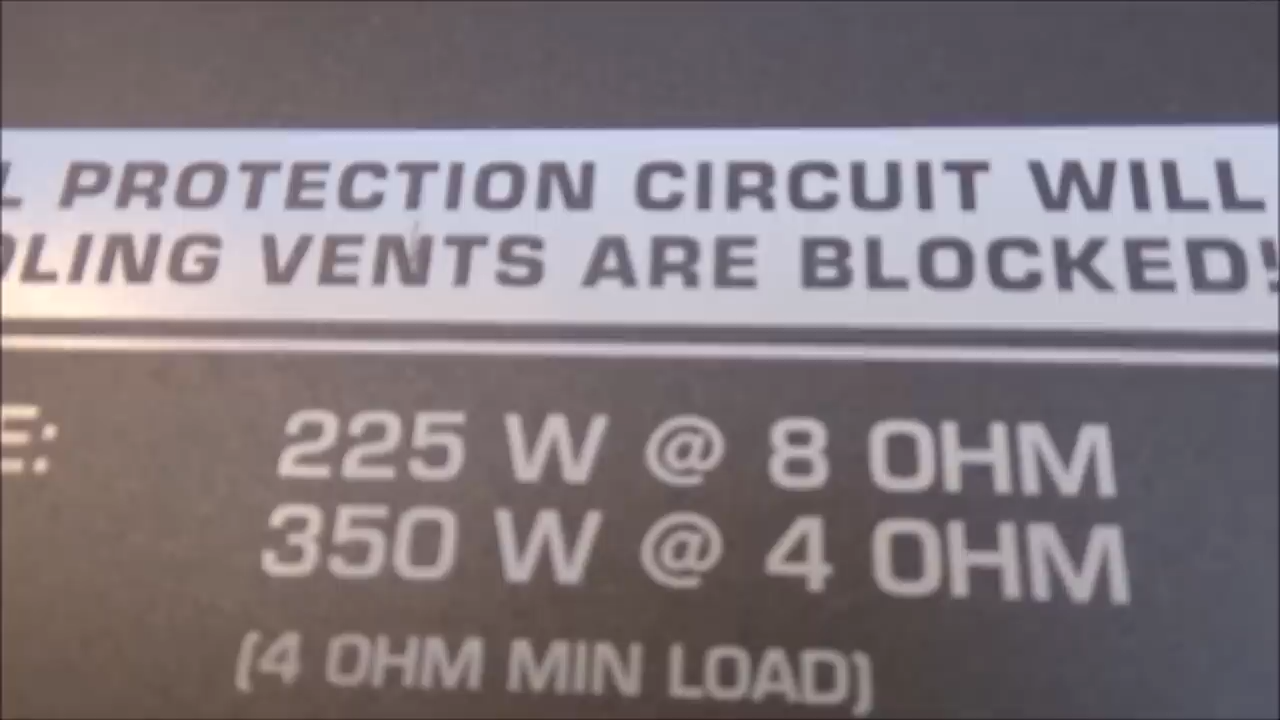 L PROTECTION CIRCUIT WILL
OLING VENTS ARE BLOCKED!
E: 225 W @ 8 OHM
350 W @ 4 OHM
(4 OHM MIN LOAD)